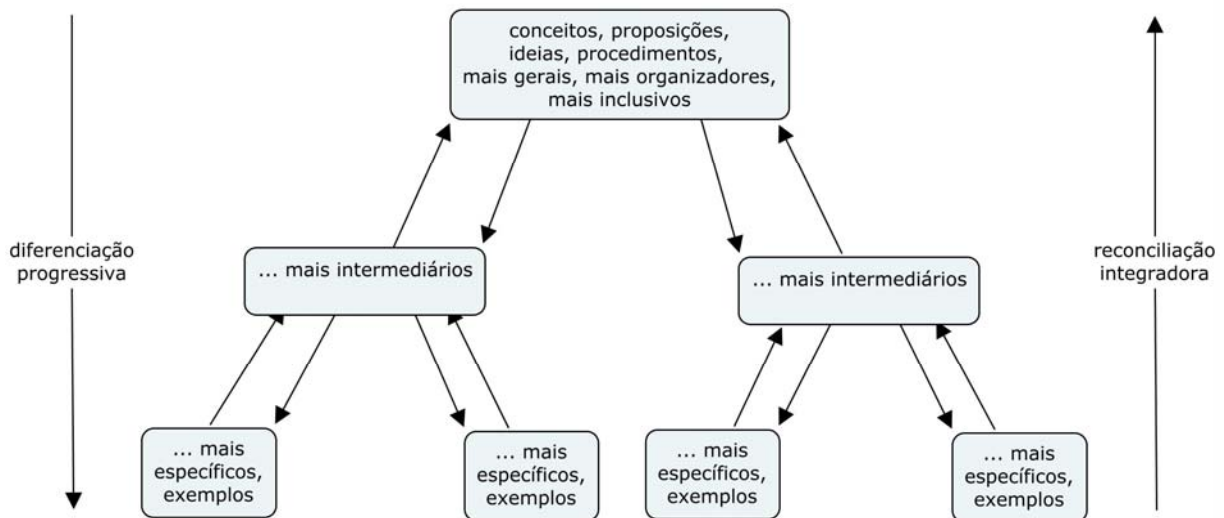 conceitos, proposições,
ideias, procedimentos,
mais gerais, mais organizadores,
mais inclusivos
diferenciação
progressiva
... mais intermediários
... mais intermediários
reconciliação
integradora
... mais
específicos,
exemplos
... mais
específicos,
exemplos
... mais
específicos,
exemplos
... mais
específicos,
exemplos